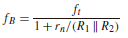 f_B = f_t / (1 + r_n/(R_1 ∥ R_2))